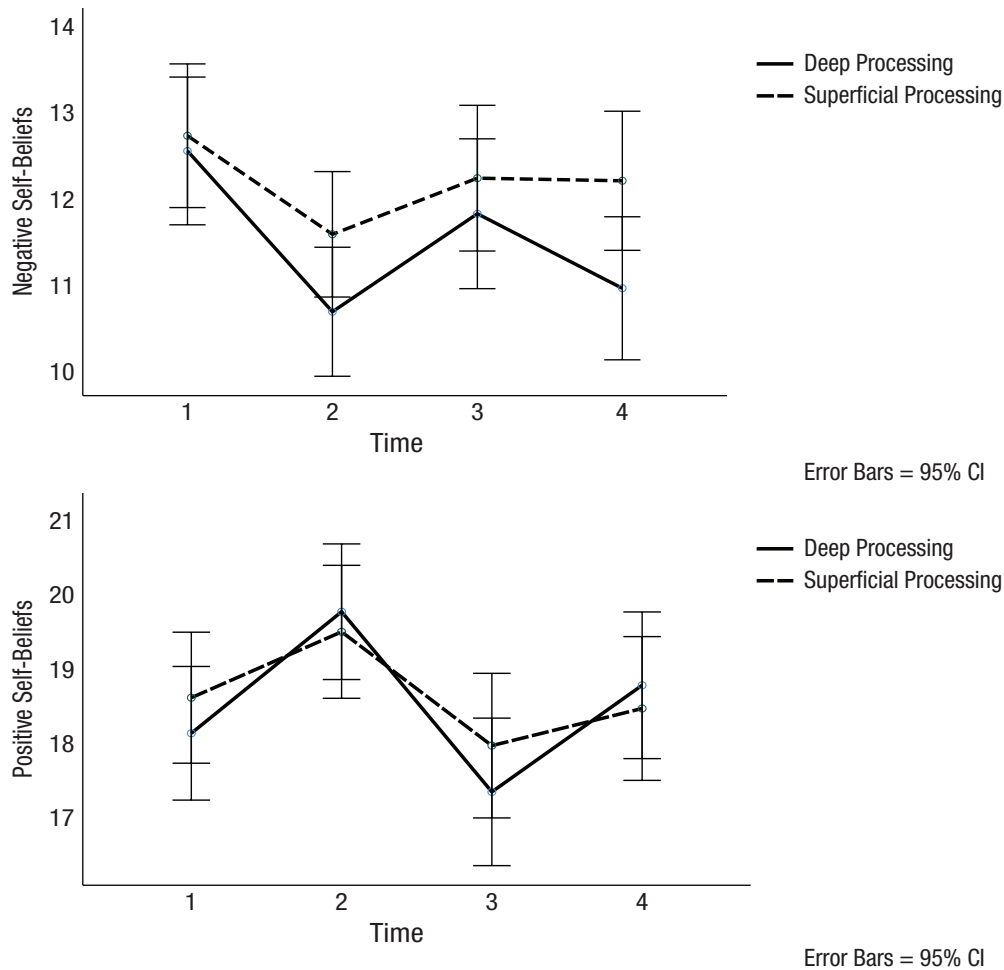 14
13
12
11
10
Negative Self-Beliefs
1 2 3 4
Time
Deep Processing
Superficial Processing
Error Bars = 95% CI
21
20
19
18
17
Positive Self-Beliefs
1 2 3 4
Time
Deep Processing
Superficial Processing
Error Bars = 95% CI